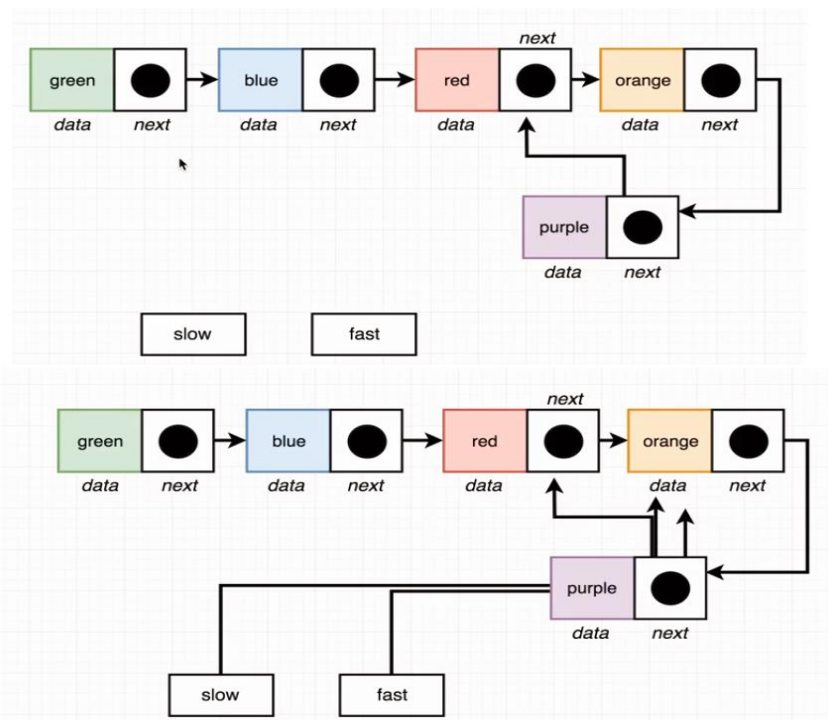 next
green blue red orange
data next data next data data next
purple
data next
slow fast
next
green blue red orange
data next data next data data next
purple
data next
slow fast